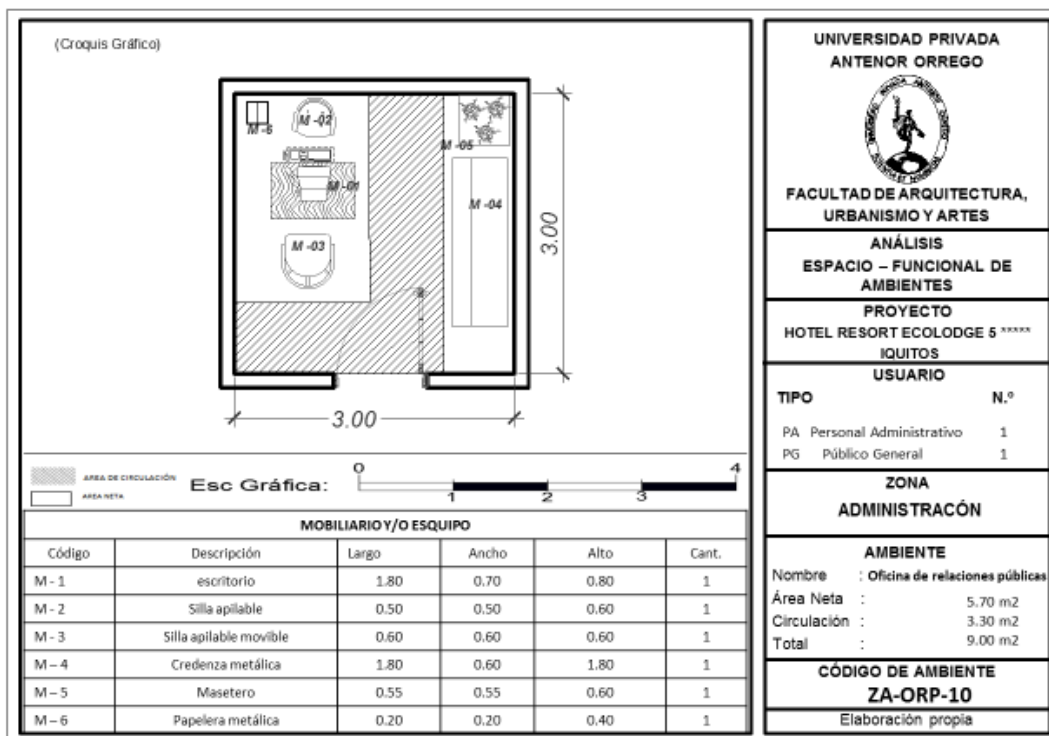 (Croquis Gráfico)
M -6
M -02
M -05
M -01
M -04
M -03
3.00
3.00
AREA DE CIRCULACIÓN
AREA NETA
Esc Gráfica:
0
1
2
3
4
MOBILIARIO Y/O ESQUIPO
Código Descripción Largo Ancho Alto Cant.
M - 1 escritorio 1.80 0.70 0.80 1
M - 2 Silla apilable 0.50 0.50 0.60 1
M - 3 Silla apilable movible 0.60 0.60 0.60 1
M – 4 Credenza metálica 1.80 0.60 1.80 1
M – 5 Masetero 0.55 0.55 0.60 1
M – 6 Papelera metálica 0.20 0.20 0.40 1
UNIVERSIDAD PRIVADA
ANTENOR ORREGO
FACULTAD DE ARQUITECTURA,
URBANISMO Y ARTES
ANÁLISIS
ESPACIO – FUNCIONAL DE
AMBIENTES
PROYECTO
HOTEL RESORT ECOLODGE 5 *****
IQUITOS
USUARIO
TIPO N.º
PA Personal Administrativo 1
PG Público General 1
ZONA
ADMINISTRACÓN
AMBIENTE
Nombre : Oficina de relaciones públicas
Área Neta : 5.70 m2
Circulación : 3.30 m2
Total : 9.00 m2
CÓDIGO DE AMBIENTE
ZA-ORP-10
Elaboración propia